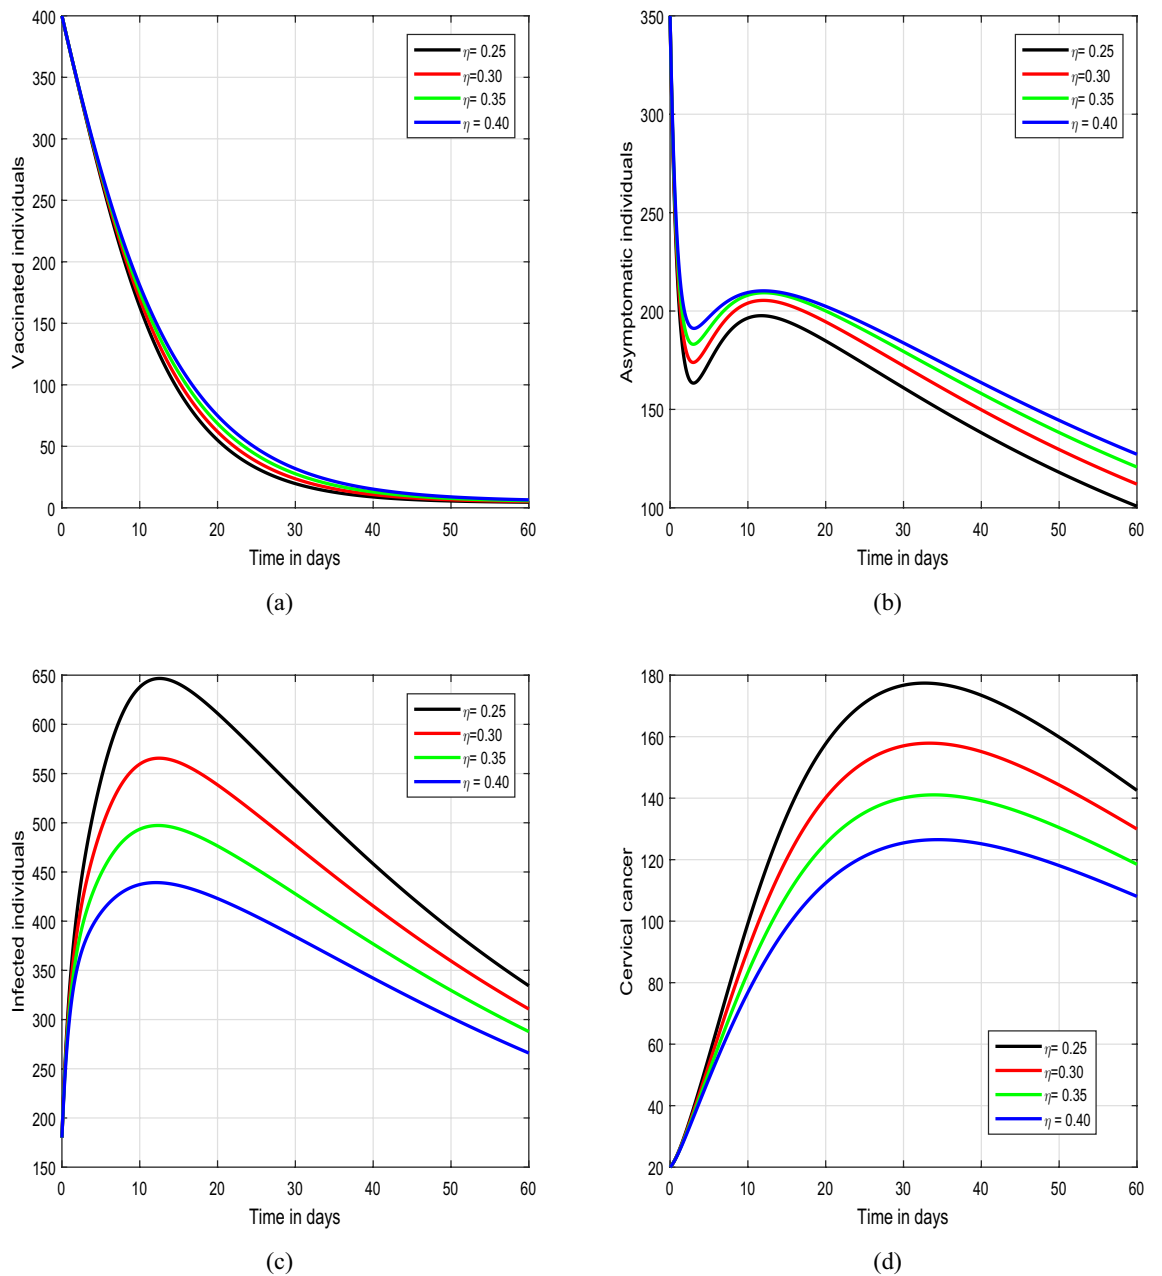 400
350
300
250
200
150
100
50
0
Vaccinated individuals
η= 0.25
η=0.30
η= 0.35
η = 0.40
0 10 20 30 40 50 60
Time in days
(a)
350
300
250
200
150
100
Asymptomatic individuals
η= 0.25
η=0.30
η= 0.35
η = 0.40
0 10 20 30 40 50 60
Time in days
(b)
650
600
550
500
450
400
350
300
250
200
150
Infected individuals
η= 0.25
η=0.30
η= 0.35
η = 0.40
0 10 20 30 40 50 60
Time in days
(c)
180
160
140
120
100
80
60
40
20
Cervical cancer
η= 0.25
η=0.30
η= 0.35
η = 0.40
0 10 20 30 40 50 60
Time in days
(d)